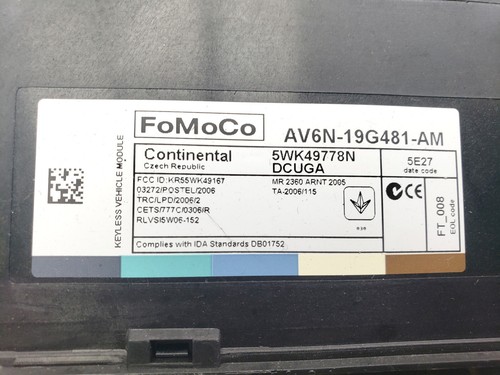 KEYLESS VEHICLE MODULE
FoMoCo
AV6N-19G481-AM
Continental
Czech Republic
5WK49778N
DCUGA
5E27
date code
FCC ID:KR55WK49167
03272/POSTEL/2006
TRC/LPD/2006/2
CETS/777C/0306/R
RLVSI5W06-152
MR 2360 ARNT 2005
TA-2006/115
Complies with IDA Standards DB01752
CE
FT_008
EOL code